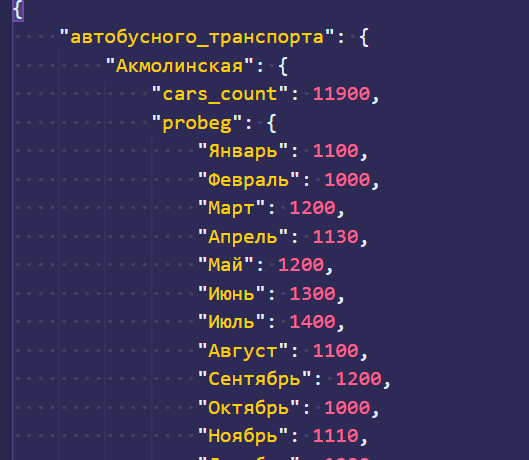 {
"автобусного_транспорта": {
"Акмолинская": {
"cars_count": 11900,
"probeg": {
"Январь": 1100,
"Февраль": 1000,
"Март": 1200,
"Апрель": 1130,
"Май": 1200,
"Июнь": 1300,
"Июль": 1400,
"Август": 1100,
"Сентябрь": 1200,
"Октябрь": 1000,
"Ноябрь": 1110,